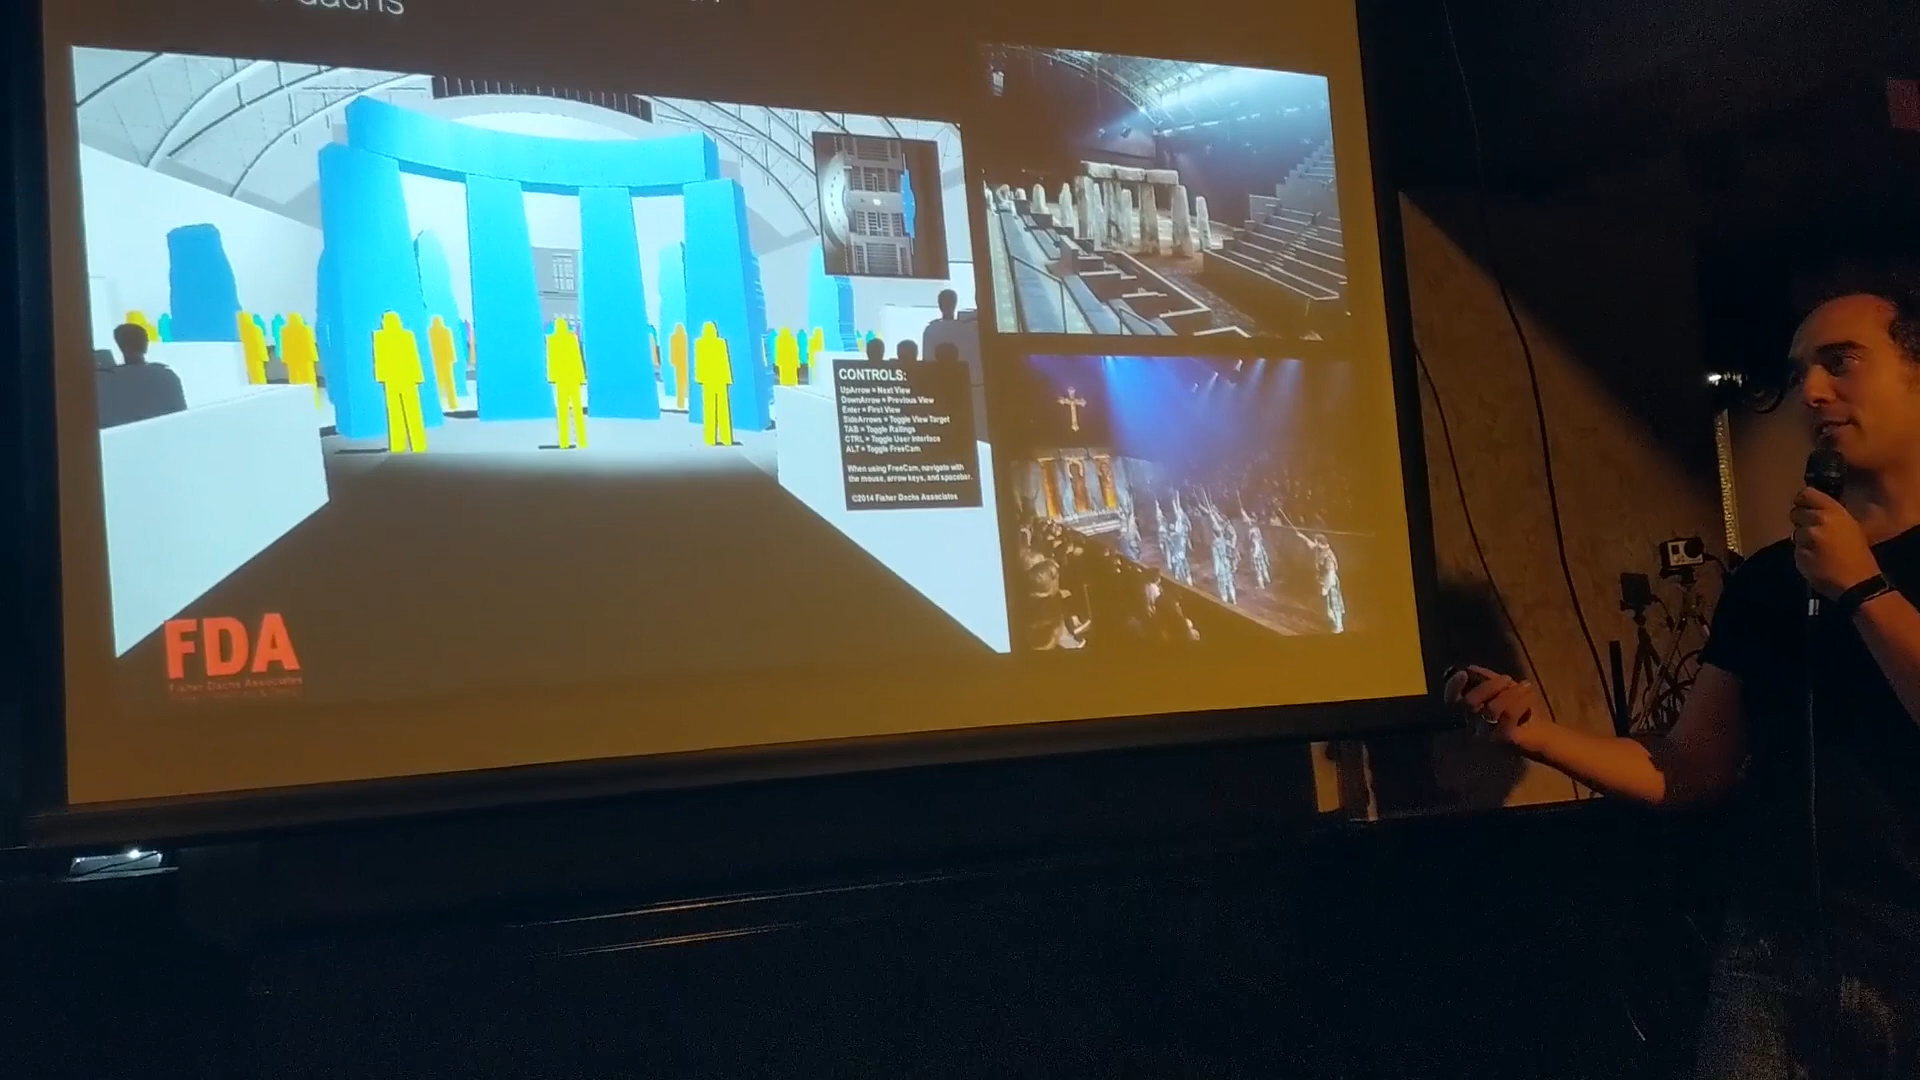 dachs
CONTROLS:
UpArrow = Next View
DownArrow = Previous View
Enter = First View
SideArrows = Toggle View Target
TAB = Toggle Railings
CTRL = Toggle User Interface
ALT = Toggle FreeCam
When using FreeCam, navigate with
the mouse, arrow keys, and spacebar.
©2014 Fisher Dachs Associates
FDA
Fisher Dachs Associates